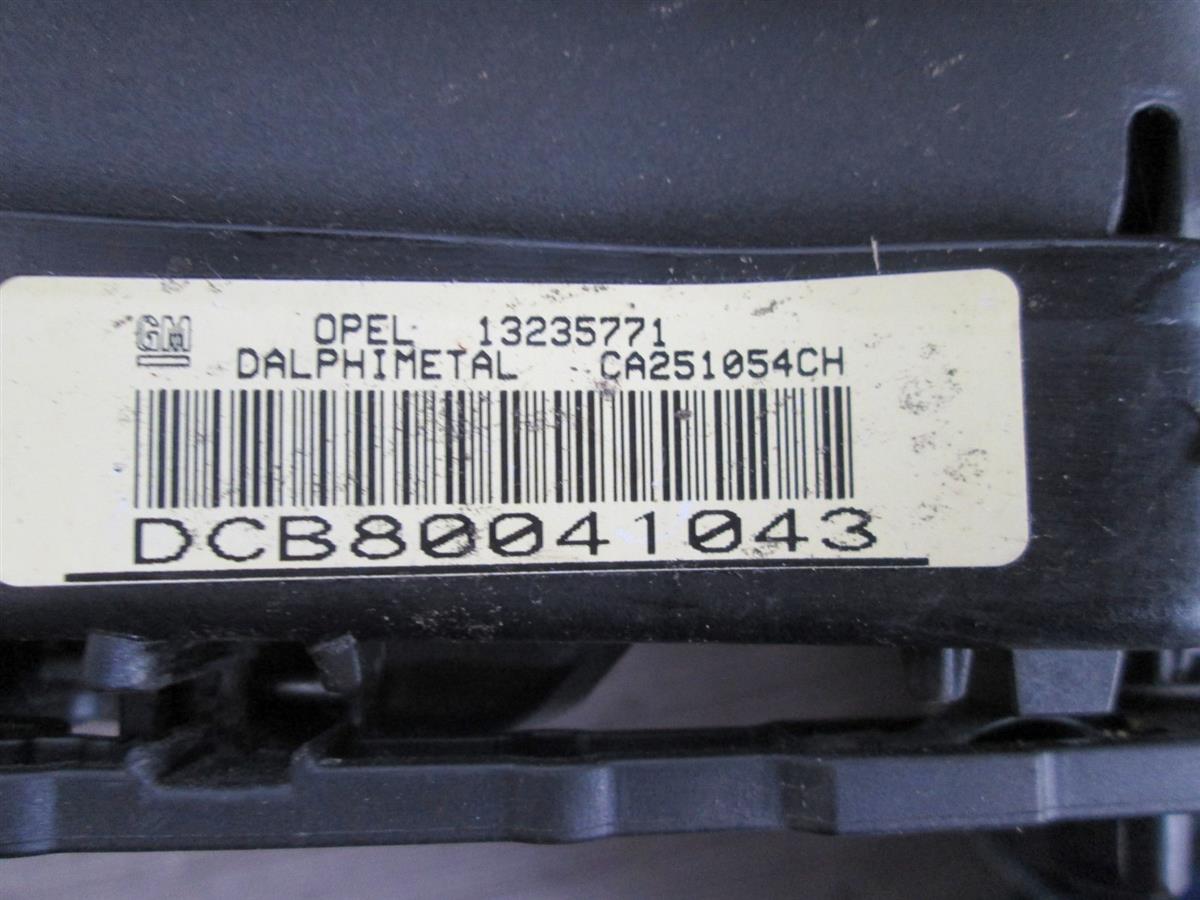 GM OPEL 13235771
DALPHIMETAL CA251054CH
DCB80041043